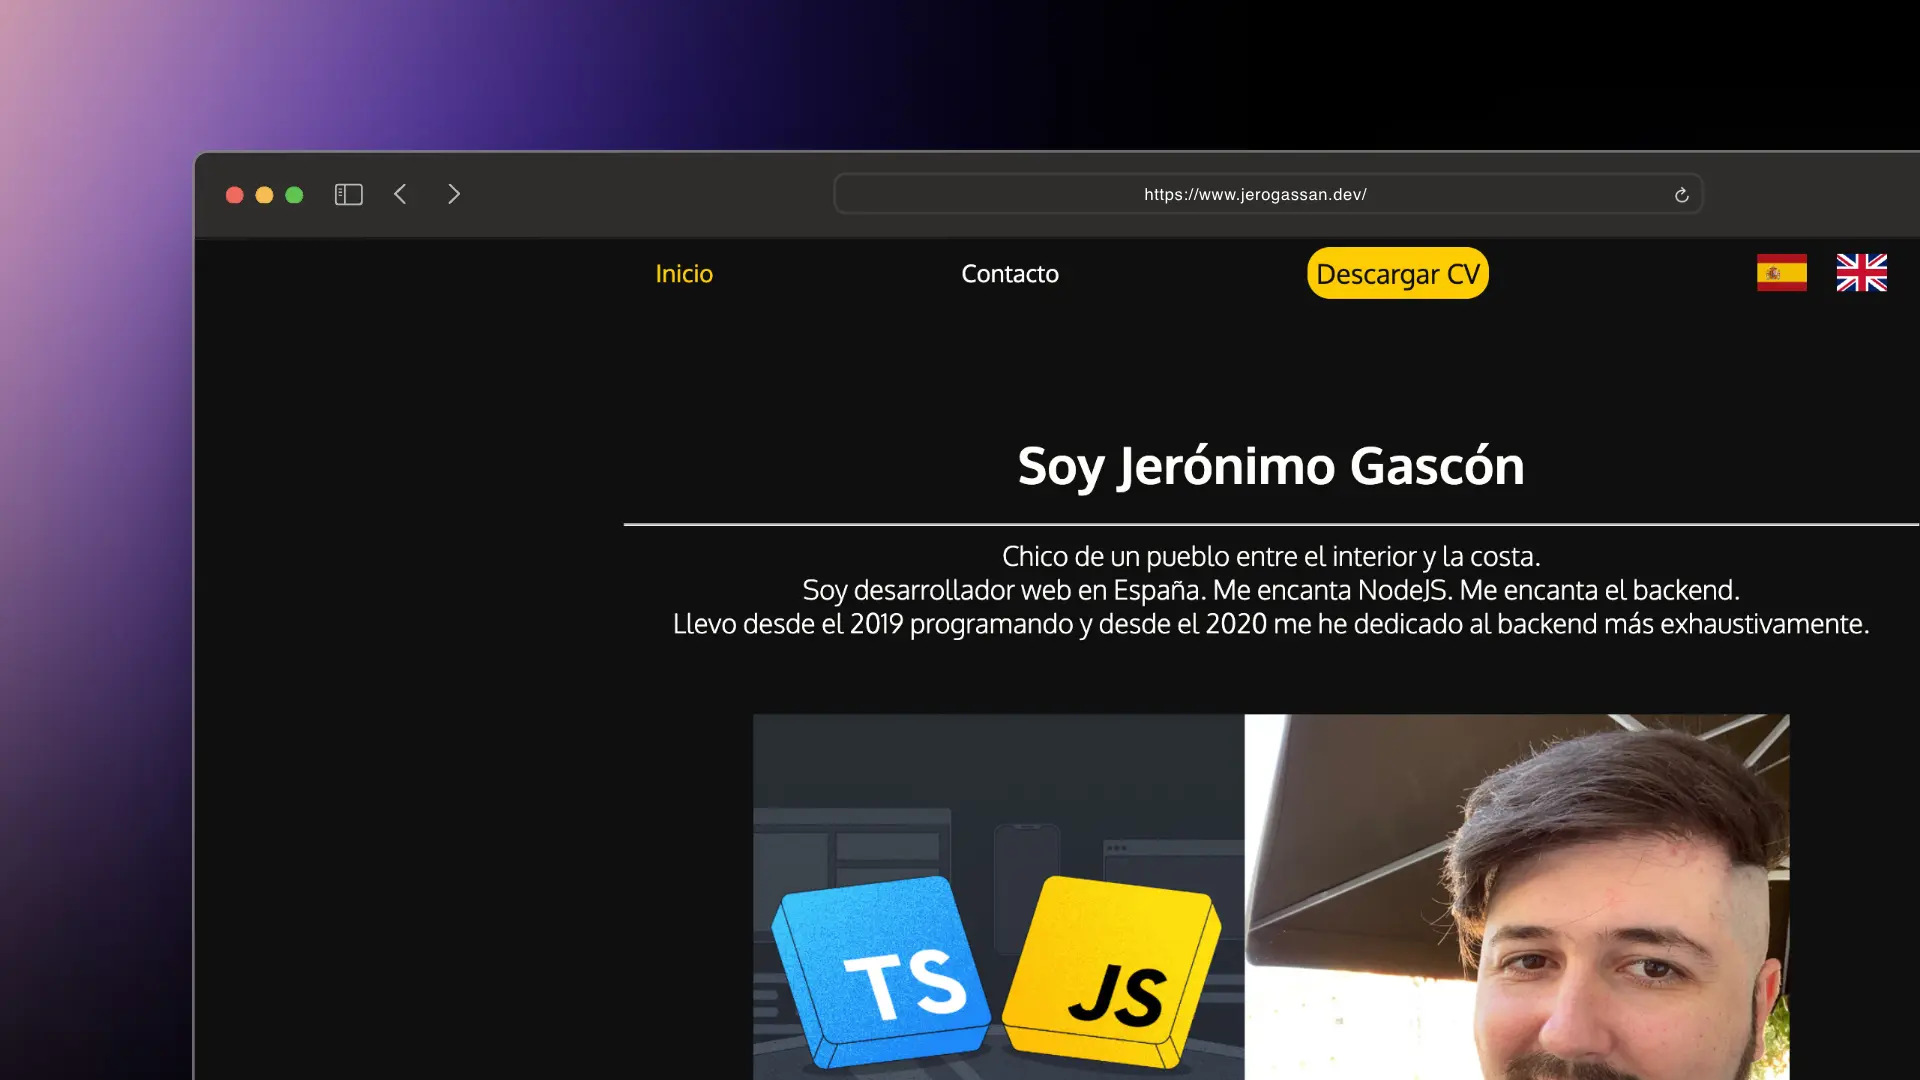 https://www.jerogassan.dev/
Inicio
Contacto
Descargar CV
Soy Jerónimo Gascón
Chico de un pueblo entre el interior y la costa.
Soy desarrollador web en España. Me encanta NodeJS. Me encanta el backend.
Llevo desde el 2019 programando y desde el 2020 me he dedicado al backend más exhaustivamente.
TS
JS